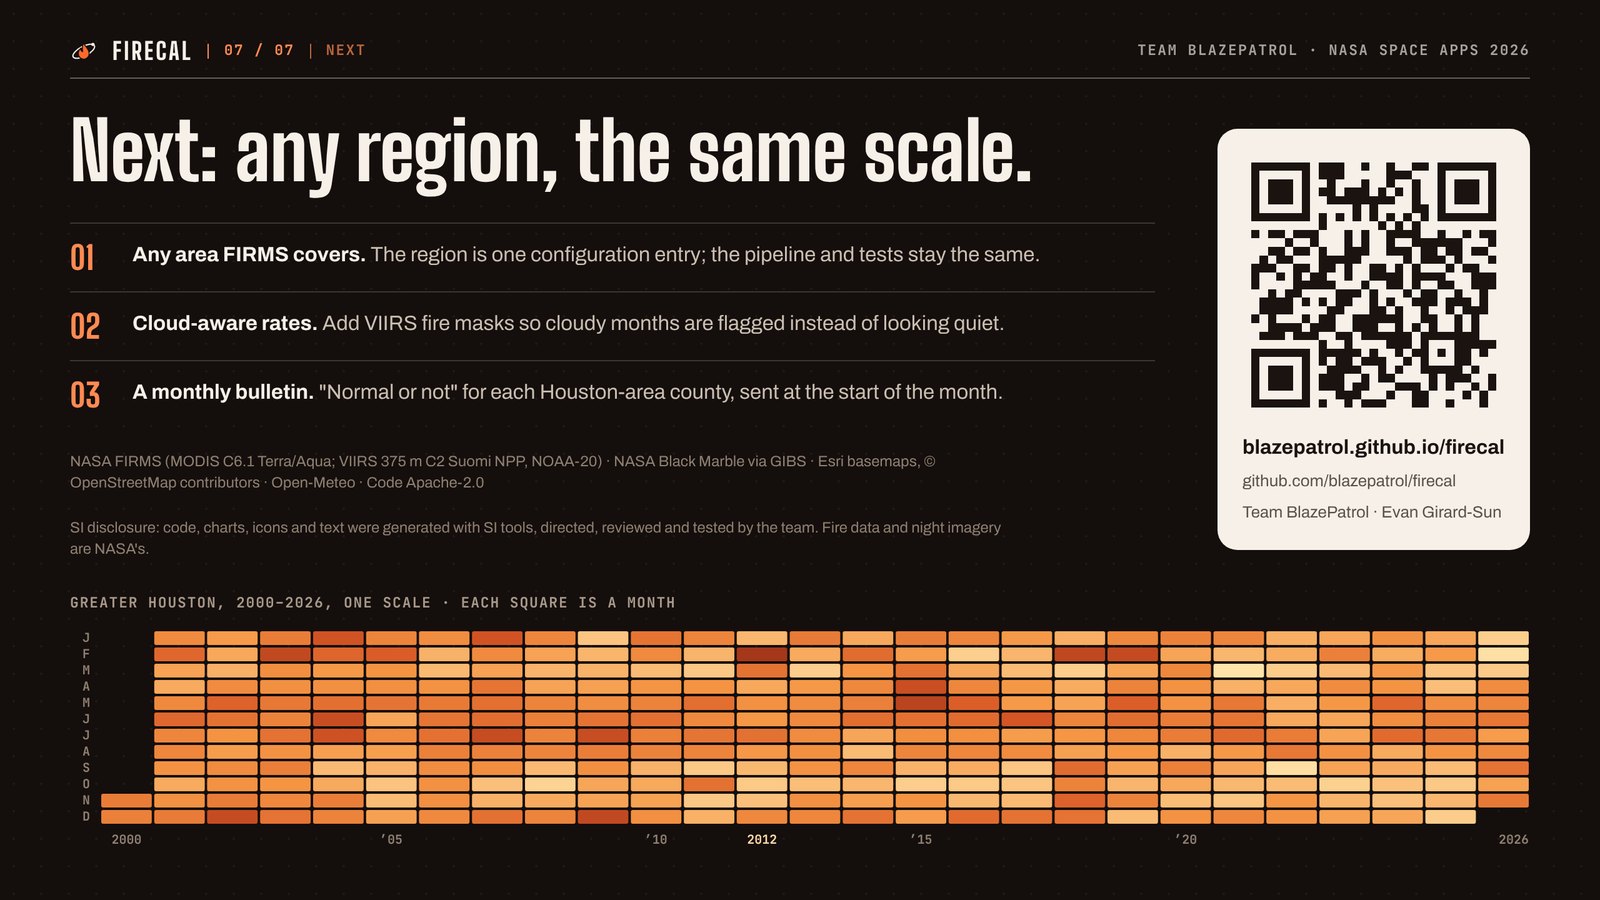 FIRECAL | 07 / 07 | NEXT
TEAM BLAZEPATROL · NASA SPACE APPS 2026
Next: any region, the same scale.
01 Any area FIRMS covers. The region is one configuration entry; the pipeline and tests stay the same.
02 Cloud-aware rates. Add VIIRS fire masks so cloudy months are flagged instead of looking quiet.
03 A monthly bulletin. "Normal or not" for each Houston-area county, sent at the start of the month.
NASA FIRMS (MODIS C6.1 Terra/Aqua; VIIRS 375 m C2 Suomi NPP, NOAA-20) · NASA Black Marble via GIBS · Esri basemaps, ©
OpenStreetMap contributors · Open-Meteo · Code Apache-2.0
SI disclosure: code, charts, icons and text were generated with SI tools, directed, reviewed and tested by the team. Fire data and night imagery
are NASA's.
blazepatrol.github.io/firecal
github.com/blazepatrol/firecal
Team BlazePatrol · Evan Girard-Sun
GREATER HOUSTON, 2000–2026, ONE SCALE · EACH SQUARE IS A MONTH
J
F
M
A
M
J
J
A
S
O
N
D
2000 ’05 ’10 2012 ’15 ’20 2026